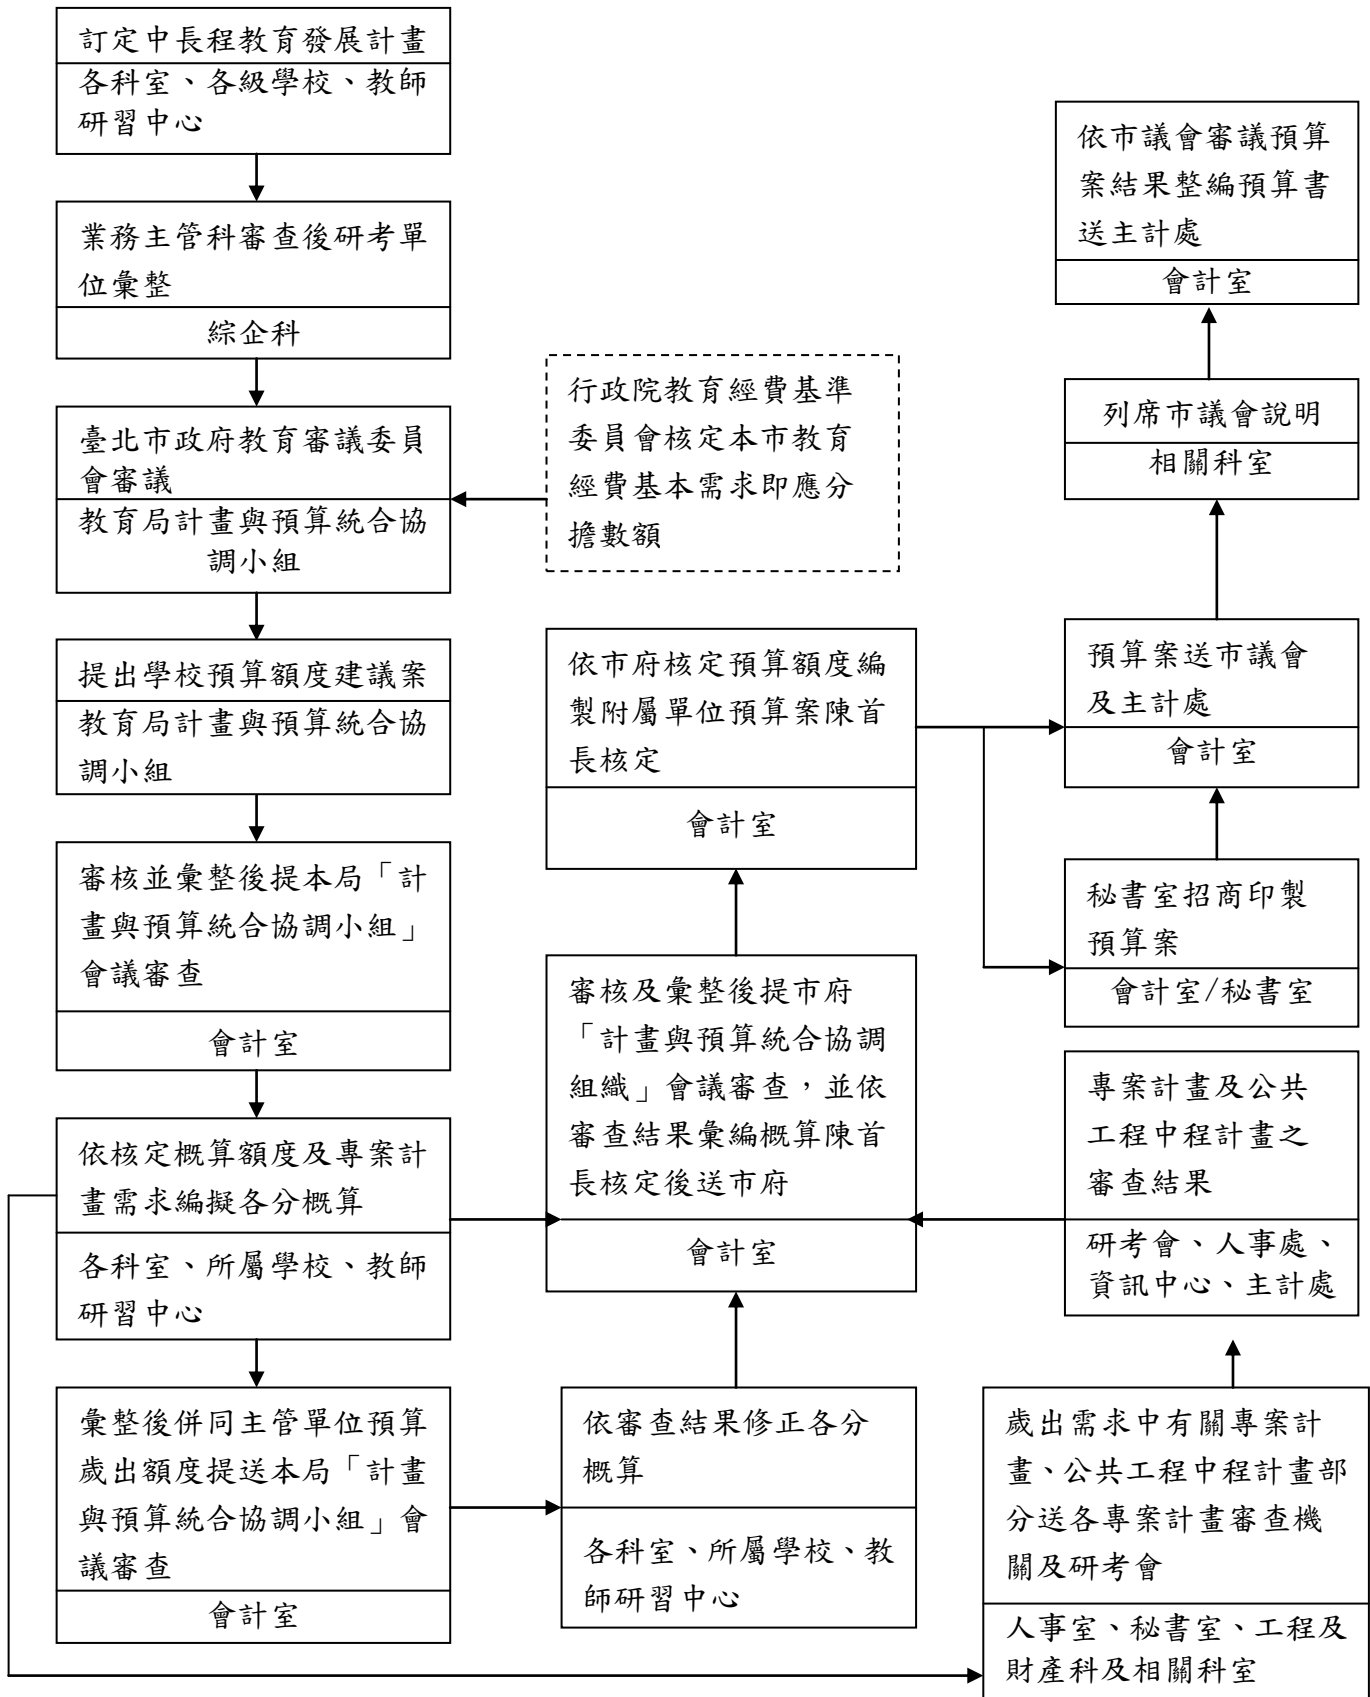 訂定中長程教育發展計畫
各科室、各級學校、教師
研習中心
業務主管科審查後研考單
位彙整
綜企科
臺北市政府教育審議委員
會審議
教育局計畫與預算統合協
調小組
行政院教育經費基準
委員會核定本市教育
經費基本需求即應分
擔數額
提出學校預算額度建議案
教育局計畫與預算統合協
調小組
審核並彙整後提本局「計
畫與預算統合協調小組」
會議審查
會計室
依核定概算額度及專案計
畫需求編擬各分概算
各科室、所屬學校、教師
研習中心
彙整後併同主管單位預算
歲出額度提送本局「計畫
與預算統合協調小組」會
議審查
會計室
依審查結果修正各分
概算
各科室、所屬學校、教
師研習中心
審核及彙整後提市府
「計畫與預算統合協調
組織」會議審查，並依
審查結果彙編概算陳首
長核定後送市府
會計室
依市府核定預算額度編
製附屬單位預算案陳首
長核定
會計室
依市議會審議預算
案結果整編預算書
送主計處
會計室
列席市議會說明
相關科室
預算案送市議會
及主計處
會計室
秘書室招商印製
預算案
會計室/秘書室
專案計畫及公共
工程中程計畫之
審查結果
研考會、人事處、
資訊中心、主計處
歲出需求中有關專案計
畫、公共工程中程計畫部
分送各專案計畫審查機
關及研考會
人事室、秘書室、工程及
財產科及相關科室